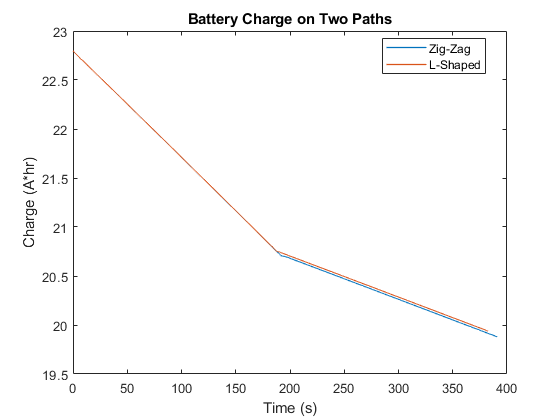 Battery Charge on Two Paths
23
Zig-Zag
L-Shaped
22.5
22
21.5
21
20.5
20
19.5
Charge (A*hr)
0 50 100 150 200 250 300 350 400
Time (s)